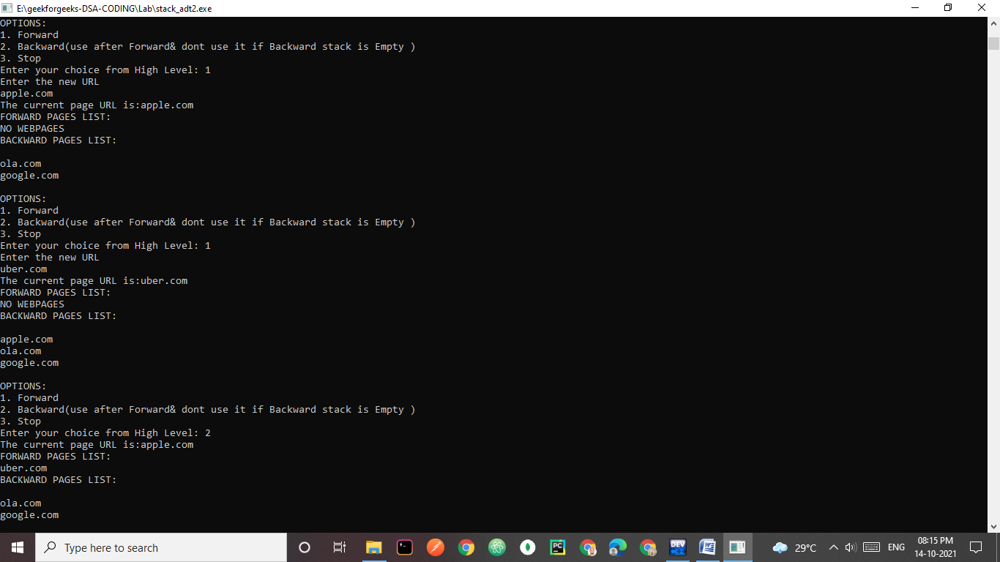 E:\geekforgeeks-DSA-CODING\Lab\stack_adt2.exe
OPTIONS:
1. Forward
2. Backward(use after Forward& dont use it if Backward stack is Empty )
3. Stop
Enter your choice from High Level: 1
Enter the new URL
apple.com
The current page URL is:apple.com
FORWARD PAGES LIST:
NO WEBPAGES
BACKWARD PAGES LIST:
ola.com
google.com
OPTIONS:
1. Forward
2. Backward(use after Forward& dont use it if Backward stack is Empty )
3. Stop
Enter your choice from High Level: 1
Enter the new URL
uber.com
The current page URL is:uber.com
FORWARD PAGES LIST:
NO WEBPAGES
BACKWARD PAGES LIST:
apple.com
ola.com
google.com
OPTIONS:
1. Forward
2. Backward(use after Forward& dont use it if Backward stack is Empty )
3. Stop
Enter your choice from High Level: 2
The current page URL is:apple.com
FORWARD PAGES LIST:
uber.com
BACKWARD PAGES LIST:
ola.com
google.com
Type here to search
PC
DEV
W
29°C
ENG
08:15 PM
14-10-2021